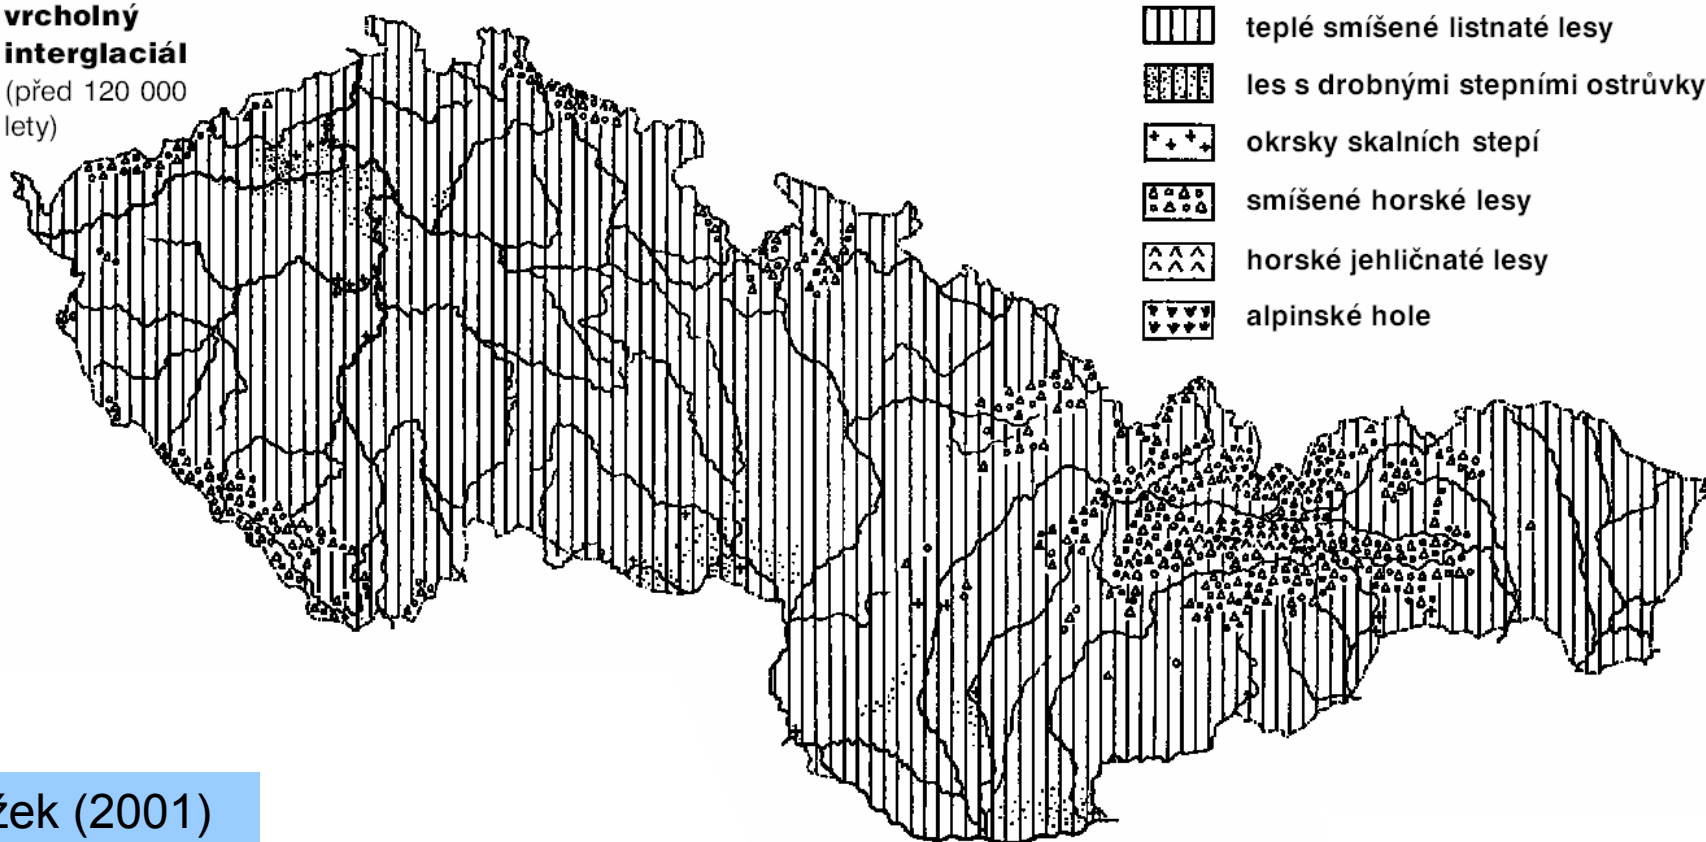 vrcholný
interglaciál
(před 120 000
lety)
teplé smíšené listnaté lesy
les s drobnými stepními ostrůvky
okrsky skalních stepí
smíšené horské lesy
horské jehličnaté lesy
alpinské hole
žek (2001)